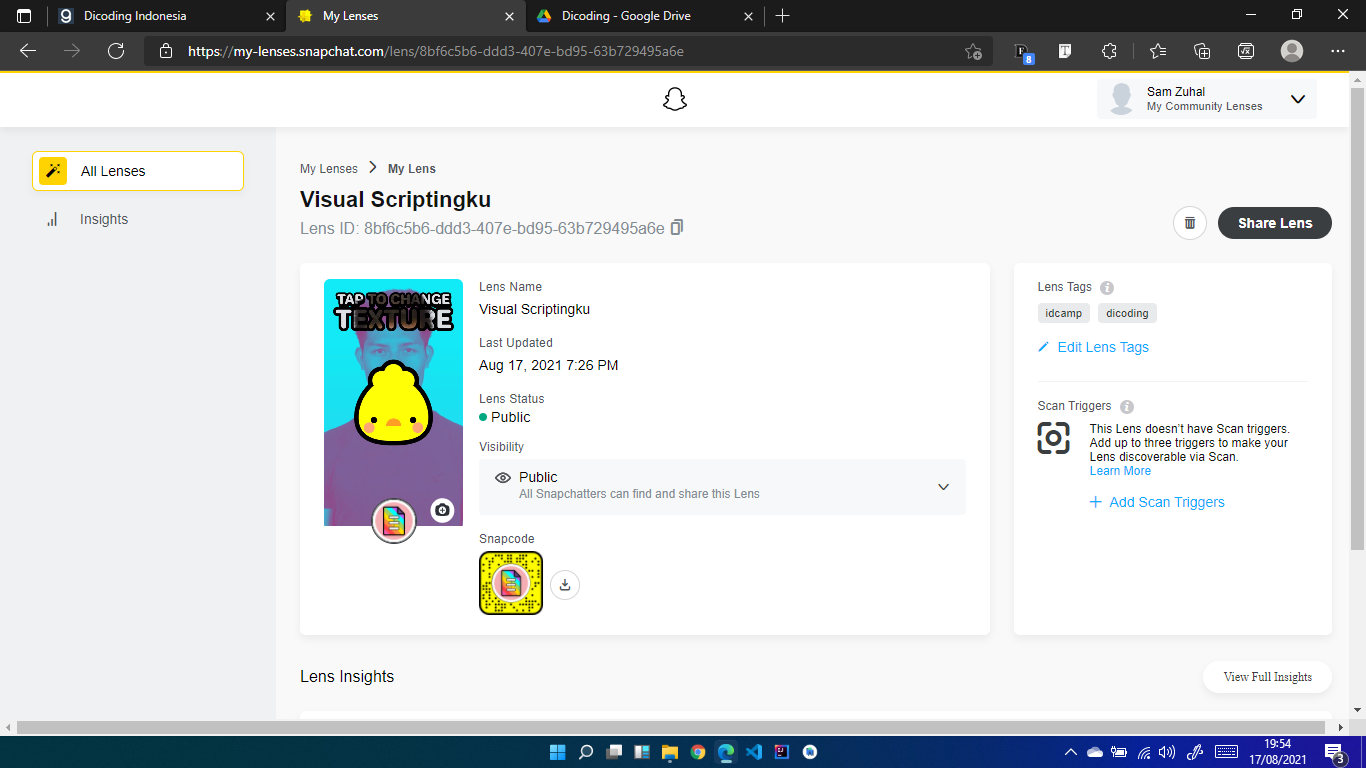 Dicoding Indonesia
My Lenses
Dicoding - Google Drive
https://my-lenses.snapchat.com/lens/8bf6c5b6-ddd3-407e-bd95-63b729495a6e
8
Sam Zuhal
My Community Lenses
All Lenses
Insights
My Lenses
My Lens
Visual Scriptingku
Lens ID: 8bf6c5b6-ddd3-407e-bd95-63b729495a6e
Share Lens
TAP TO CHANGE
TEXTURE
Lens Name
Visual Scriptingku
Last Updated
Aug 17, 2021 7:26 PM
Lens Status
Public
Visibility
Public
All Snapchatters can find and share this Lens
Snapcode
Lens Tags
idcamp
dicoding
Edit Lens Tags
Scan Triggers
This Lens doesn't have Scan triggers.
Add up to three triggers to make your
Lens discoverable via Scan.
Learn More
Add Scan Triggers
Lens Insights
View Full Insights
19:54
17/08/2021
3